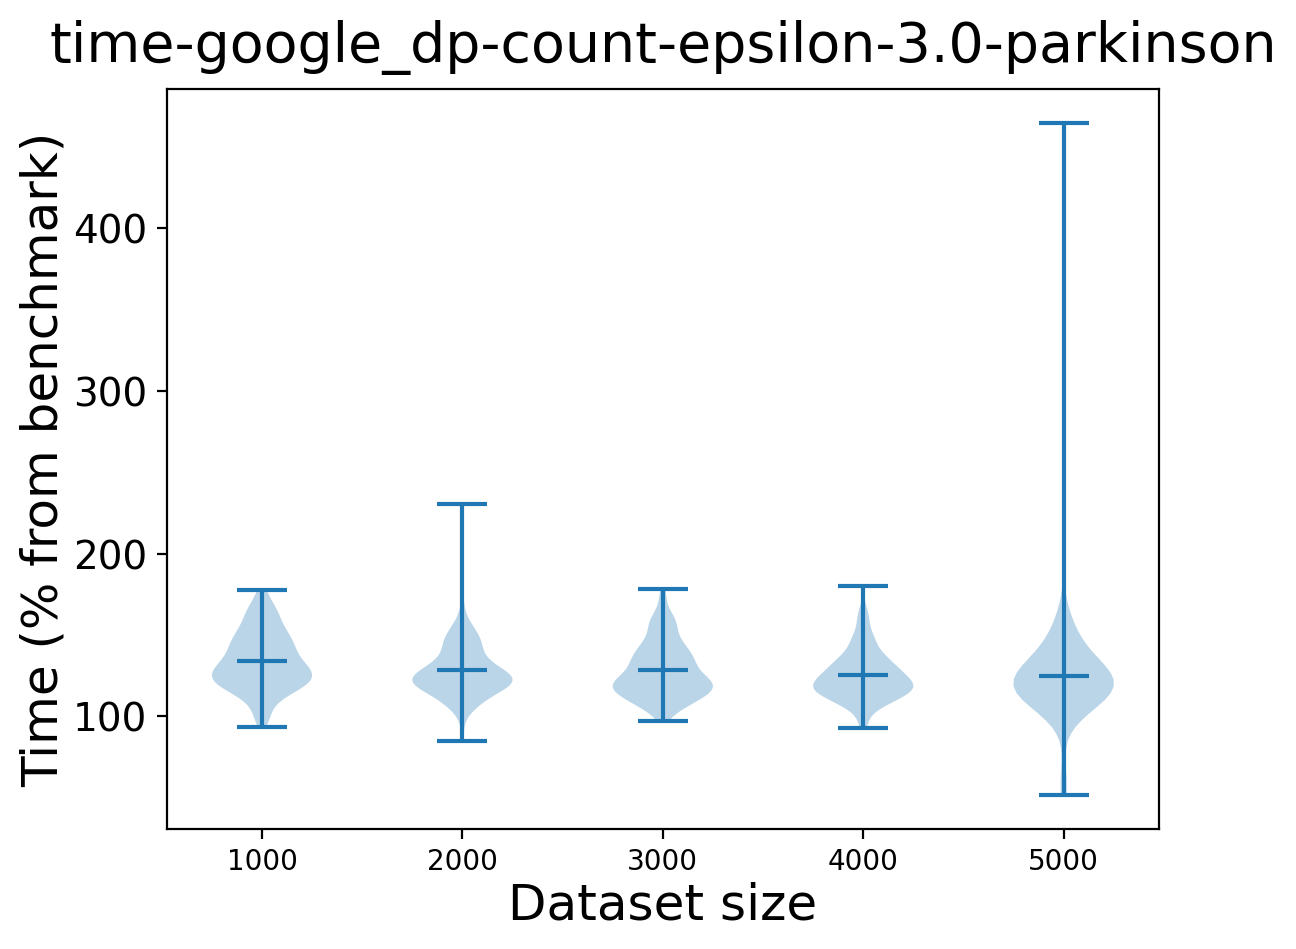 time-google_dp-count-epsilon-3.0-parkinson
Time (% from benchmark)
400
300
200
100
1000 2000 3000 4000 5000
Dataset size